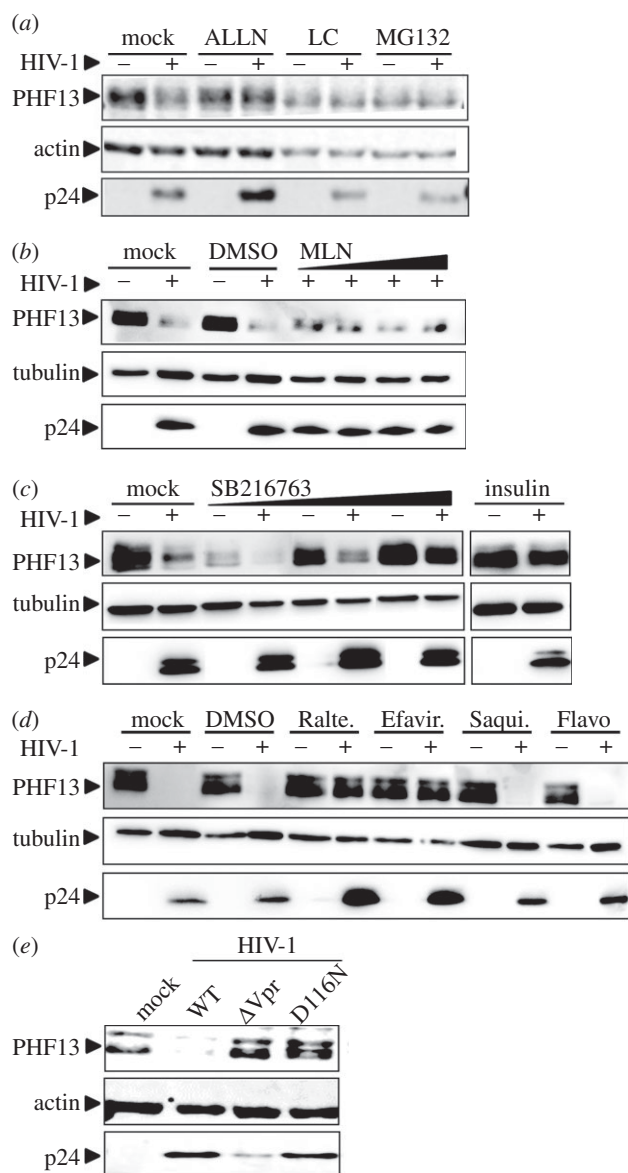 (a)
mock ALLN LC MG132
HIV-1 – + – + – + – +
PHF13
actin
p24
(b)
mock DMSO MLN
HIV-1 – + – + + + + +
PHF13
tubulin
p24
(c)
mock SB216763 insulin
HIV-1 – + – + – + – + – +
PHF13
tubulin
p24
(d)
mock DMSO Ralte. Efavir. Saqui. Flavo
HIV-1 – + – + – + – + – + – +
PHF13
tubulin
p24
(e)
HIV-1
mock WT ΔVpr D116N
PHF13
actin
p24